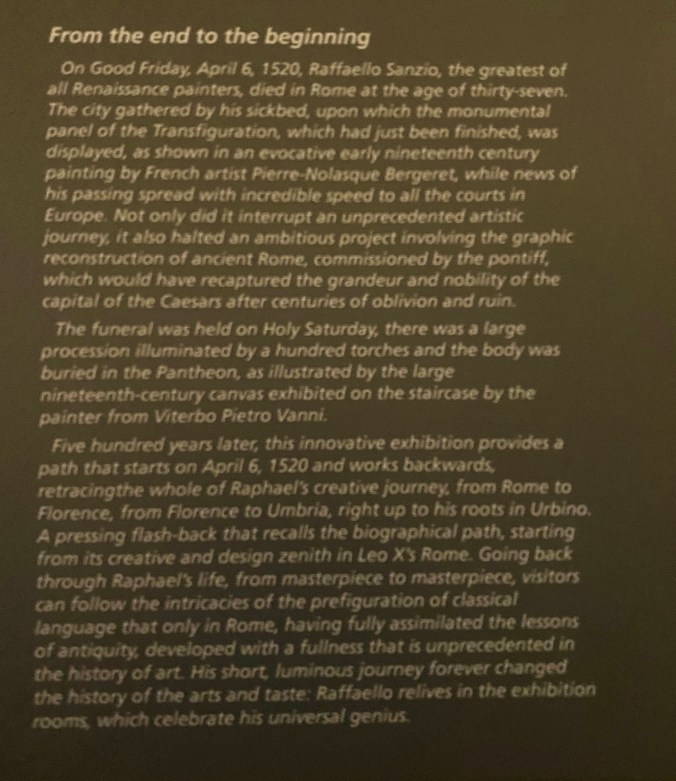 From the end to the beginning
On Good Friday, April 6, 1520, Raffaello Sanzio, the greatest of
all Renaissance painters, died in Rome at the age of thirty-seven.
The city gathered by his sickbed, upon which the monumental
panel of the Transfiguration, which had just been finished, was
displayed, as shown in an evocative early nineteenth century
painting by French artist Pierre-Nolasque Bergeret, while news of
his passing spread with incredible speed to all the courts in
Europe. Not only did it interrupt an unprecedented artistic
journey, it also halted an ambitious project involving the graphic
reconstruction of ancient Rome, commissioned by the pontiff,
which would have recaptured the grandeur and nobility of the
capital of the Caesars after centuries of oblivion and ruin.
The funeral was held on Holy Saturday, there was a large
procession illuminated by a hundred torches and the body was
buried in the Pantheon, as illustrated by the large
nineteenth-century canvas exhibited on the staircase by the
painter from Viterbo Pietro Vanni.
Five hundred years later, this innovative exhibition provides a
path that starts on April 6, 1520 and works backwards,
retracingthe whole of Raphael's creative journey, from Rome to
Florence, from Florence to Umbria, right up to his roots in Urbino.
A pressing flash-back that recalls the biographical path, starting
from its creative and design zenith in Leo X's Rome. Going back
through Raphael's life, from masterpiece to masterpiece, visitors
can follow the intricacies of the prefiguration of classical
language that only in Rome, having fully assimilated the lessons
of antiquity, developed with a fullness that is unprecedented in
the history of art. His short, luminous journey forever changed
the history of the arts and taste: Raffaello relives in the exhibition
rooms, which celebrate his universal genius.